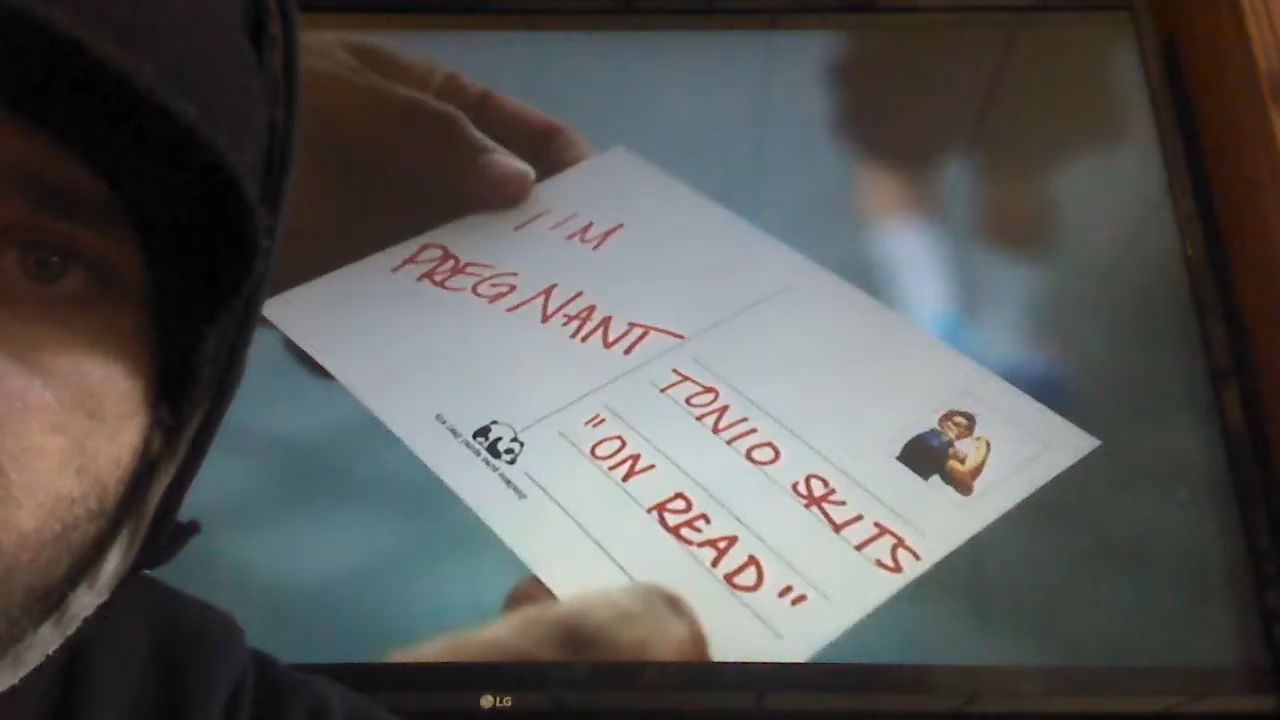 I'M
PREGNANT
TONIO SKITS
"ON READ"
LG